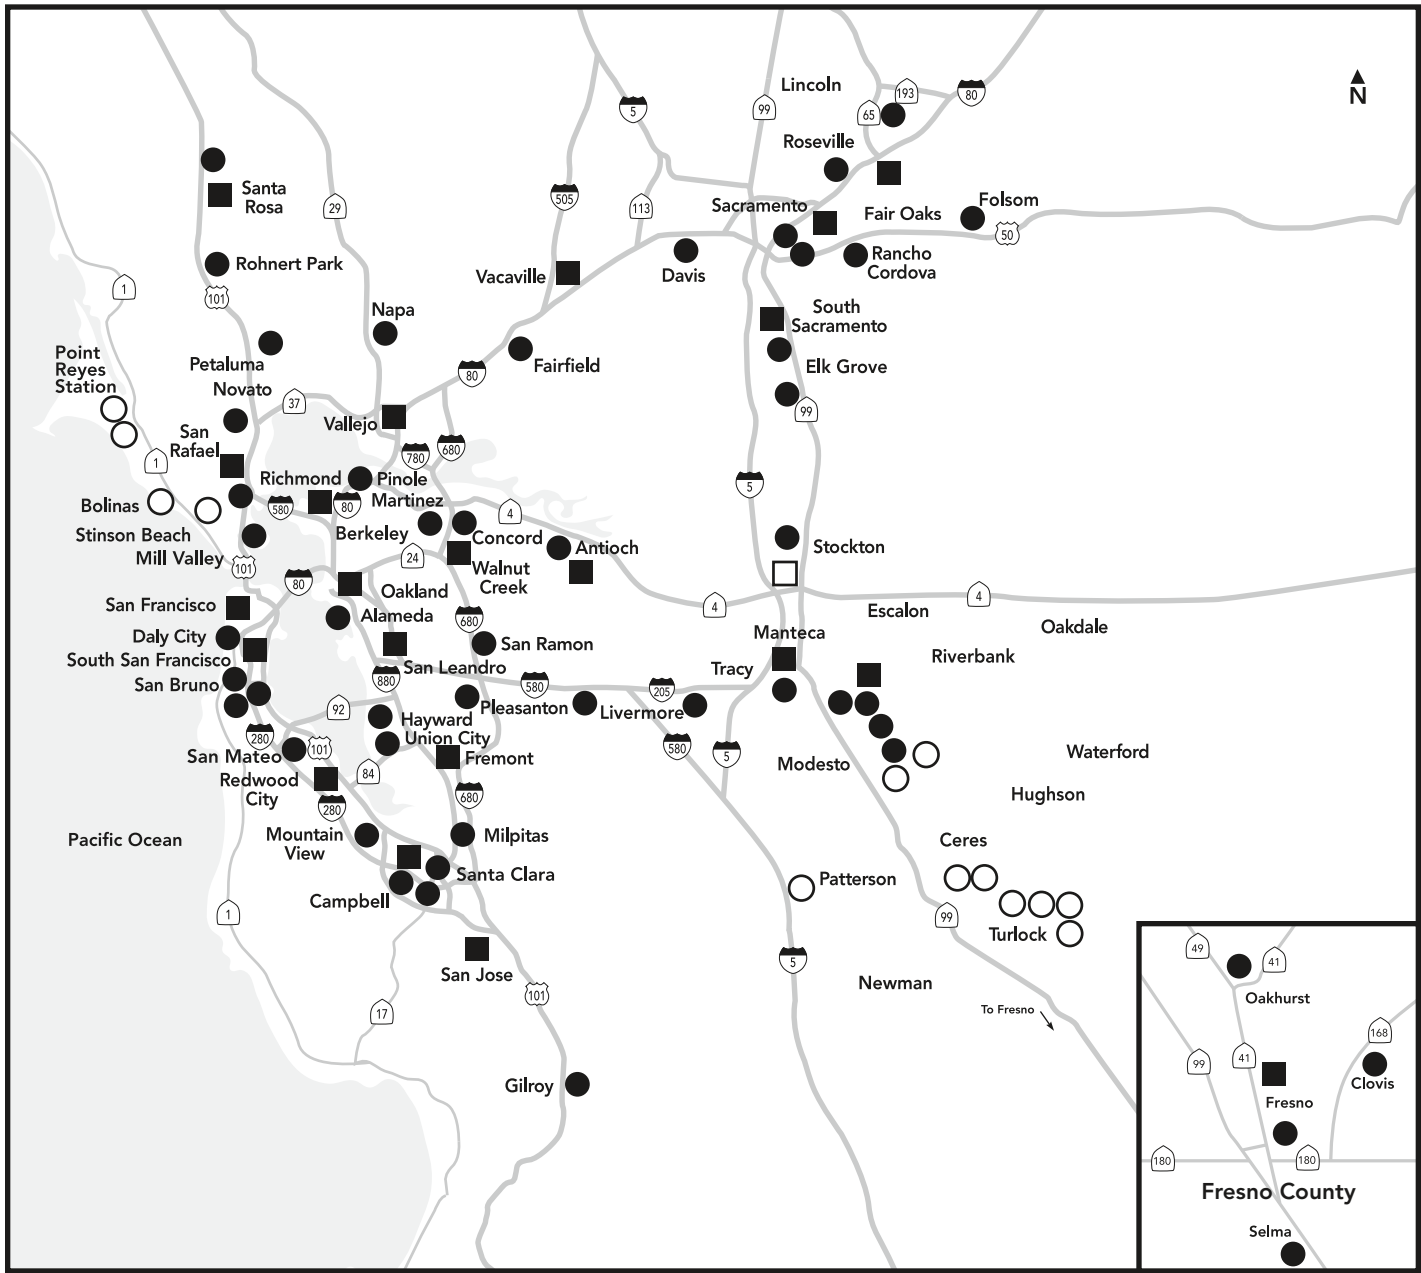 Lincoln
193
80
5
99
65
N
Roseville
Santa
Rosa
29
505
113
Sacramento
Fair Oaks
Folsom
50
Rohnert Park
Vacaville
Davis
Rancho
Cordova
1
101
Napa
South
Sacramento
Point
Reyes
Station
Petaluma
Novato
Fairfield
80
Elk Grove
37
99
San
Rafael
Vallejo
780
680
1
Richmond
Pinole
5
Bolinas
580
80
Martinez
4
Stinson Beach
Berkeley
Concord
Antioch
Stockton
Mill Valley
101
24
Walnut
Creek
80
Oakland
San Francisco
Alameda
4
Escalon
4
Daly City
680
San Ramon
Manteca
Oakdale
South San Francisco
San Leandro
Tracy
Riverbank
San Bruno
880
580
205
92
Pleasanton
Livermore
Hayward
280
101
Union City
580
5
San Mateo
Fremont
Modesto
Waterford
Redwood
City
84
280
680
Hughson
Pacific Ocean
Mountain
View
Milpitas
Ceres
Santa Clara
Patterson
Campbell
1
99
Turlock
San Jose
5
Newman
101
To Fresno
17
Gilroy
49
41
Oakhurst
168
99
41
Clovis
Fresno
180
180
Fresno County
Selma